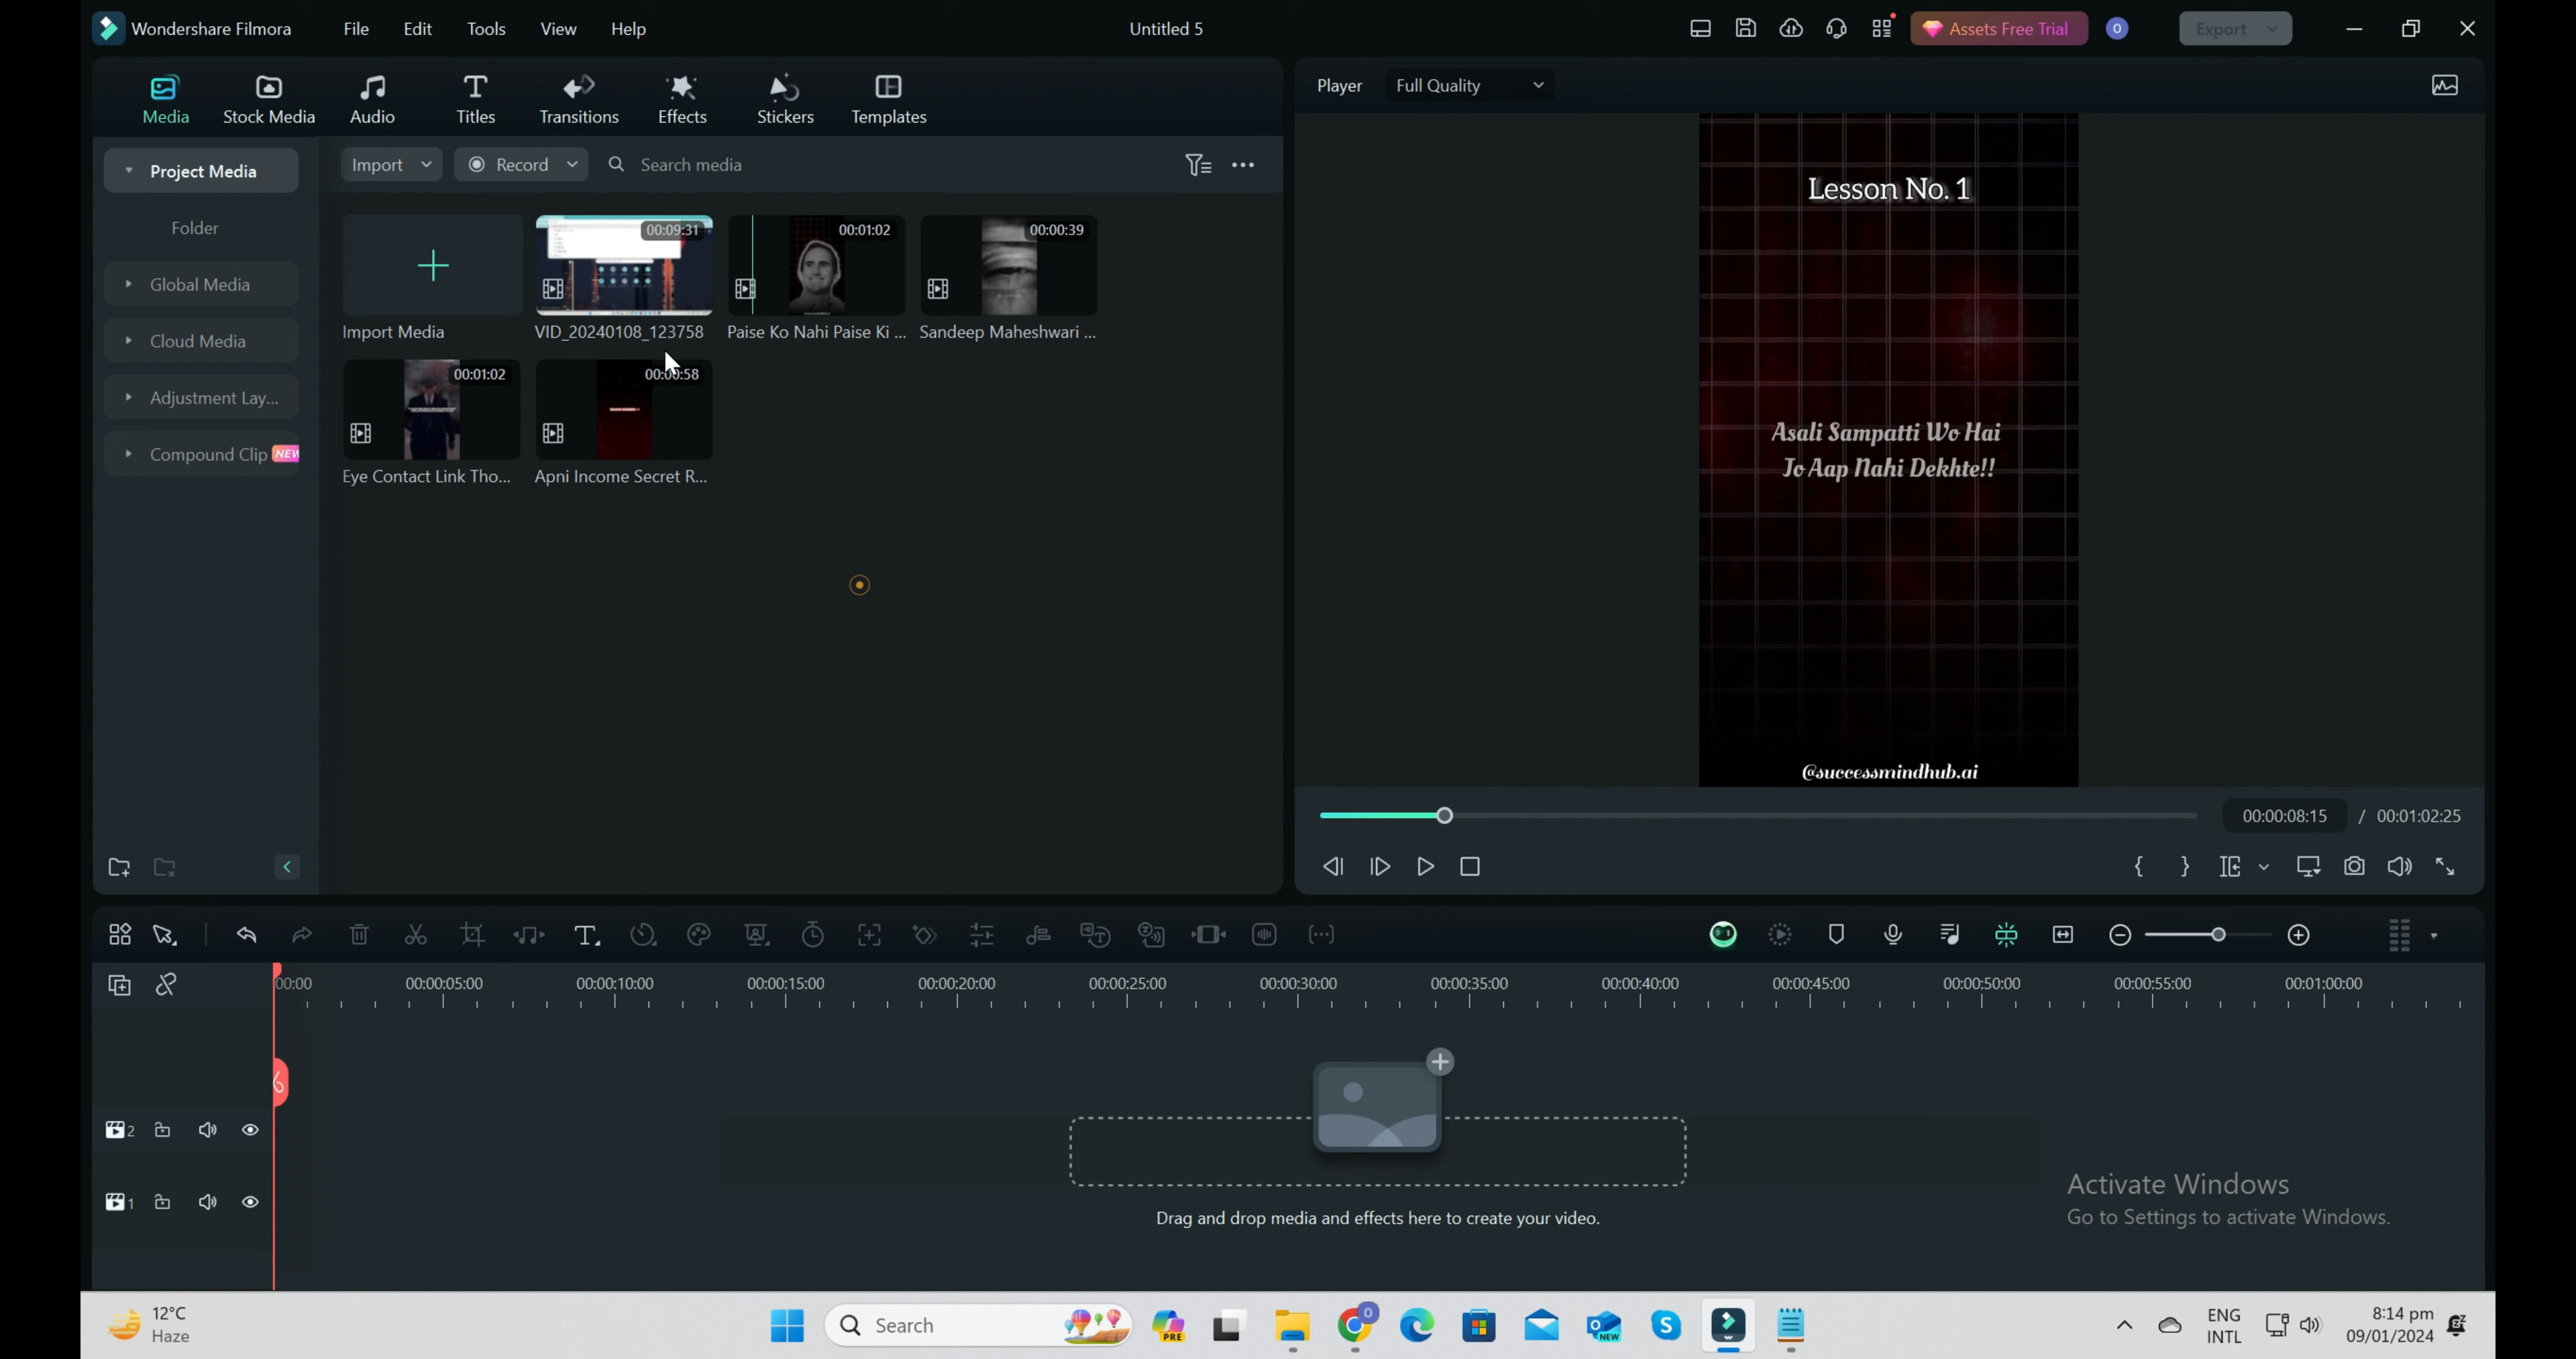 Wondershare Filmora
File
Edit
Tools
View
Help
Untitled 5
Assets Free Trial
O
Export
Media
Stock Media
Audio
Titles
Transitions
Effects
Stickers
Templates
Player
Full Quality
Project Media
Folder
Global Media
Cloud Media
Adjustment Lay...
Compound Clip NEW
Import
Record
Search media
00:09:31
00:01:02
00:00:39
Import Media
VID_20240108_123758
Paise Ko Nahi Paise Ki ...
Sandeep Maheshwari ...
00:01:02
00:00:58
Eye Contact Link Tho...
Apni Income Secret R...
Lesson No. 1
Asali Sampatti Wo Hai
Jo Aap Nahi Dekhte!!
@successmindhub.ai
00:00:08:15 / 00:01:02:25
00:00
00:00:05:00
00:00:10:00
00:00:15:00
00:00:20:00
00:00:25:00
00:00:30:00
00:00:35:00
00:00:40:00
00:00:45:00
00:00:50:00
00:00:55:00
00:01:00:00
2
1
Drag and drop media and effects here to create your video.
Activate Windows
Go to Settings to activate Windows.
12°C
Haze
Search
PRE
O
NEW
S
ENG
INTL
8:14 pm
09/01/2024